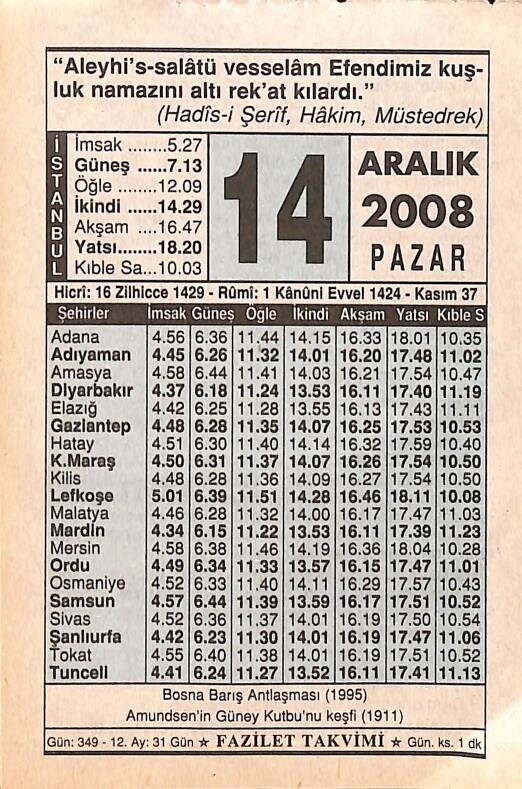 “Aleyhi's-salâtü vesselâm Efendimiz kuş-
luk namazını altı rek'at kılardı.”
(Hadîs-i Şerîf, Hâkim, Müstedrek)
İSTANBUL
İmsak ........5.27
Güneş ......7.13
Öğle ........12.09
İkindi ......14.29
Akşam ....16.47
Yatsı........18.20
Kıble Sa...10.03
14
ARALIK
2008
PAZAR
Hicrî: 16 Zilhicce 1429 - Rûmî: 1 Kânûni Evvel 1424 - Kasım 37
Şehirler İmsak Güneş Öğle İkindi Akşam Yatsı Kıble S
Adana 4.56 6.36 11.44 14.15 16.33 18.01 10.35
Adıyaman 4.45 6.26 11.32 14.01 16.20 17.48 11.02
Amasya 4.58 6.44 11.41 14.03 16.21 17.54 10.47
Dlyarbakır 4.37 6.18 11.24 13.53 16.11 17.40 11.19
Elazığ 4.42 6.25 11.28 13.55 16.13 17.43 11.11
Gazlantep 4.48 6.28 11.35 14.07 16.25 17.53 10.53
Hatay 4.51 6.30 11.40 14.14 16.32 17.59 10.40
K.Maraş 4.50 6.31 11.37 14.07 16.26 17.54 10.50
Kilis 4.48 6.28 11.36 14.09 16.27 17.54 10.50
Lefkoşe 5.01 6.39 11.51 14.28 16.46 18.11 10.08
Malatya 4.46 6.28 11.32 14.00 16.17 17.47 11.03
Mardin 4.34 6.15 11.22 13.53 16.11 17.39 11.23
Mersin 4.58 6.38 11.46 14.19 16.36 18.04 10.28
Ordu 4.49 6.34 11.33 13.57 16.15 17.47 11.01
Osmaniye 4.52 6.33 11.40 14.11 16.29 17.57 10.43
Samsun 4.57 6.44 11.39 13.59 16.17 17.51 10.52
Sivas 4.52 6.36 11.37 14.01 16.19 17.50 10.54
Şanlıurfa 4.42 6.23 11.30 14.01 16.19 17.47 11.06
Tokat 4.55 6.40 11.38 14.01 16.19 17.51 10.52
Tunceli 4.41 6.24 11.27 13.52 16.11 17.41 11.13
Bosna Barış Antlaşması (1995)
Amundsen'in Güney Kutbu'nu keşfi (1911)
Gün: 349 - 12. Ay: 31 Gün ☆ FAZİLET TAKVİMİ ☆ Gün. ks. 1 dk